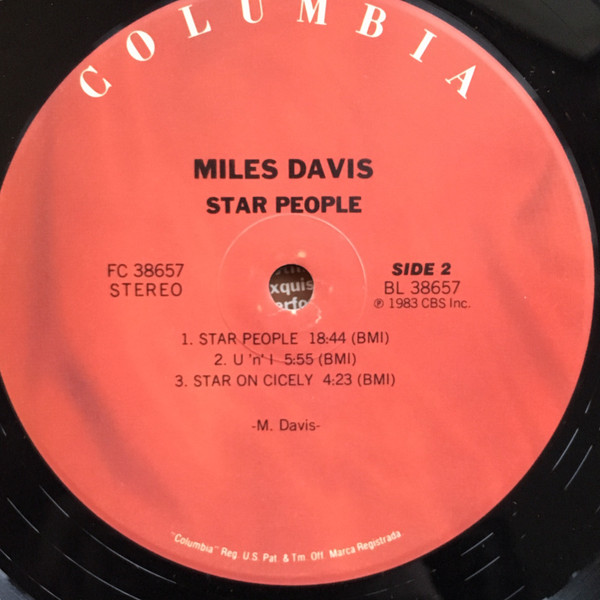 COLUMBIA
MILES DAVIS
STAR PEOPLE
FC 38657
STEREO
SIDE 2
BL 38657
℗ 1983 CBS Inc.
1. STAR PEOPLE 18:44 (BMI)
2. U 'n' I 5:55 (BMI)
3. STAR ON CICELY 4:23 (BMI)
-M. Davis-
"Columbia" Reg. U.S. Pat. & Tm. Off. Marca Registrada.